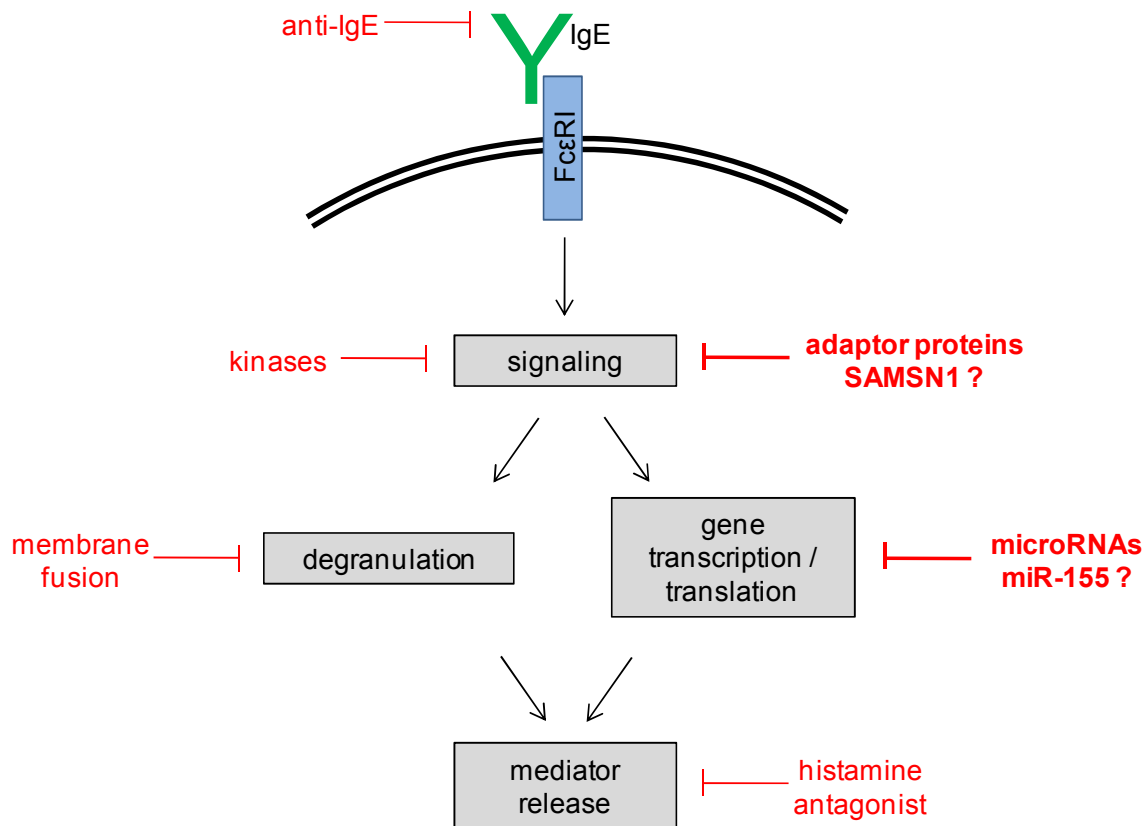 anti-IgE
IgE
FcεRI
kinases
signaling
adaptor proteins
SAMSN1 ?
membrane
fusion
degranulation
gene
transcription /
translation
microRNAs
miR-155 ?
mediator
release
histamine
antagonist